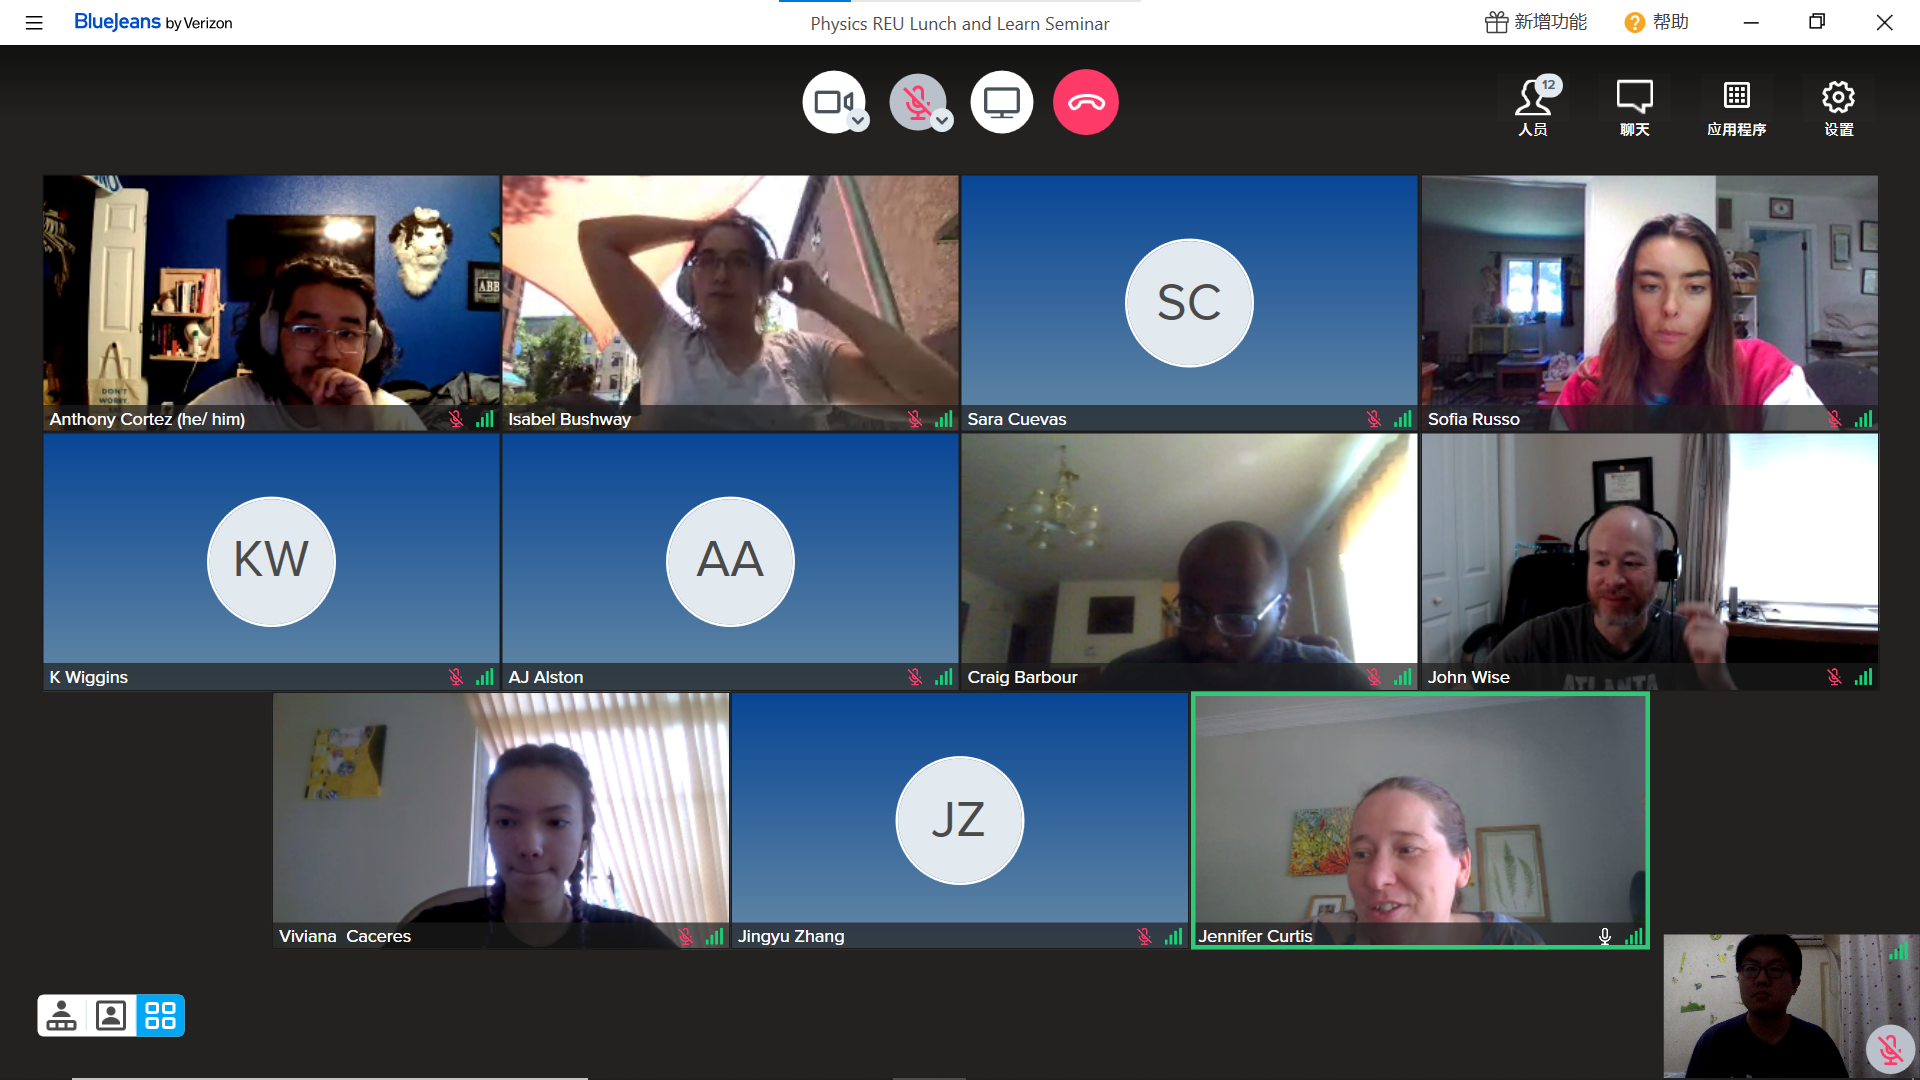 BlueJeans by Verizon
Physics REU Lunch and Learn Seminar
新增功能
? 帮助
12
人员
聊天
应用程序
设置
DON'T
WORRY,
ABB
Anthony Cortez (he/ him)
Isabel Bushway
SC
Sara Cuevas
Sofia Russo
KW
K Wiggins
AA
AJ Alston
Craig Barbour
ATLANTA
John Wise
Viviana Caceres
JZ
Jingyu Zhang
Jennifer Curtis